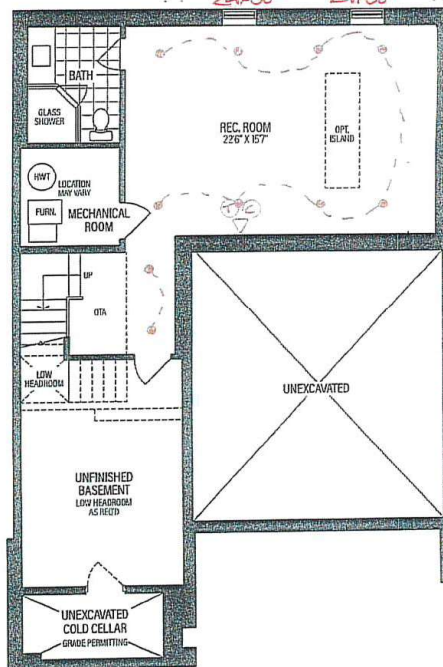 BATH
GLASS
SHOWER
REC. ROOM
22'6" X 15'7"
OPT.
ISLAND
HWT
LOCATION
MAY VARY
FURN.
MECHANICAL
ROOM
UP
OTA
LOW
HEADROOM
UNEXCAVATED
UNFINISHED
BASEMENT
LOW HEADROOM
AS REQ'D
UNEXCAVATED
COLD CELLAR
GRADE PERMITTING